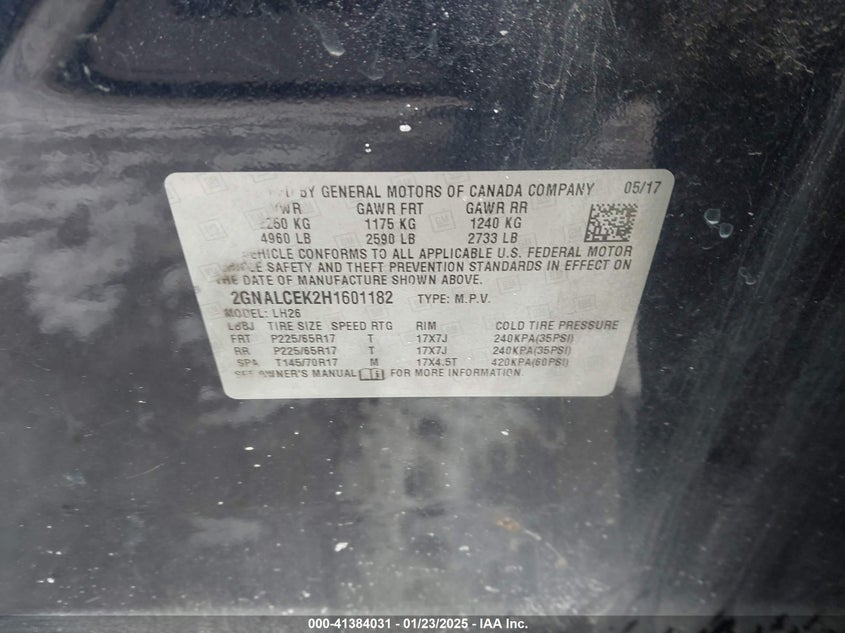 BY GENERAL MOTORS OF CANADA COMPANY 05/17
GAWR FRT GAWR RR
1175 KG 1240 KG
4960 LB 2590 LB 2733 LB
VEHICLE CONFORMS TO ALL APPLICABLE U.S. FEDERAL MOTOR
SAFETY AND THEFT PREVENTION STANDARDS IN EFFECT ON
THE DATE OF MANUFACTURE SHOWN ABOVE.
2GNALCEK2H1601182 TYPE: M.P.V.
MODEL: LH26
TIRE SIZE SPEED RTG RIM COLD TIRE PRESSURE
FRT P225/65R17 T 17X7J 240KPA(35PSI)
RR P225/65R17 T 17X7J 240KPA(35PSI)
SPA T145/70R17 M 17X4.5T 420KPA(60PSI)
SEE OWNER'S MANUAL FOR MORE INFORMATION.
000-41384031 — 01/23/2025 — IAA Inc.